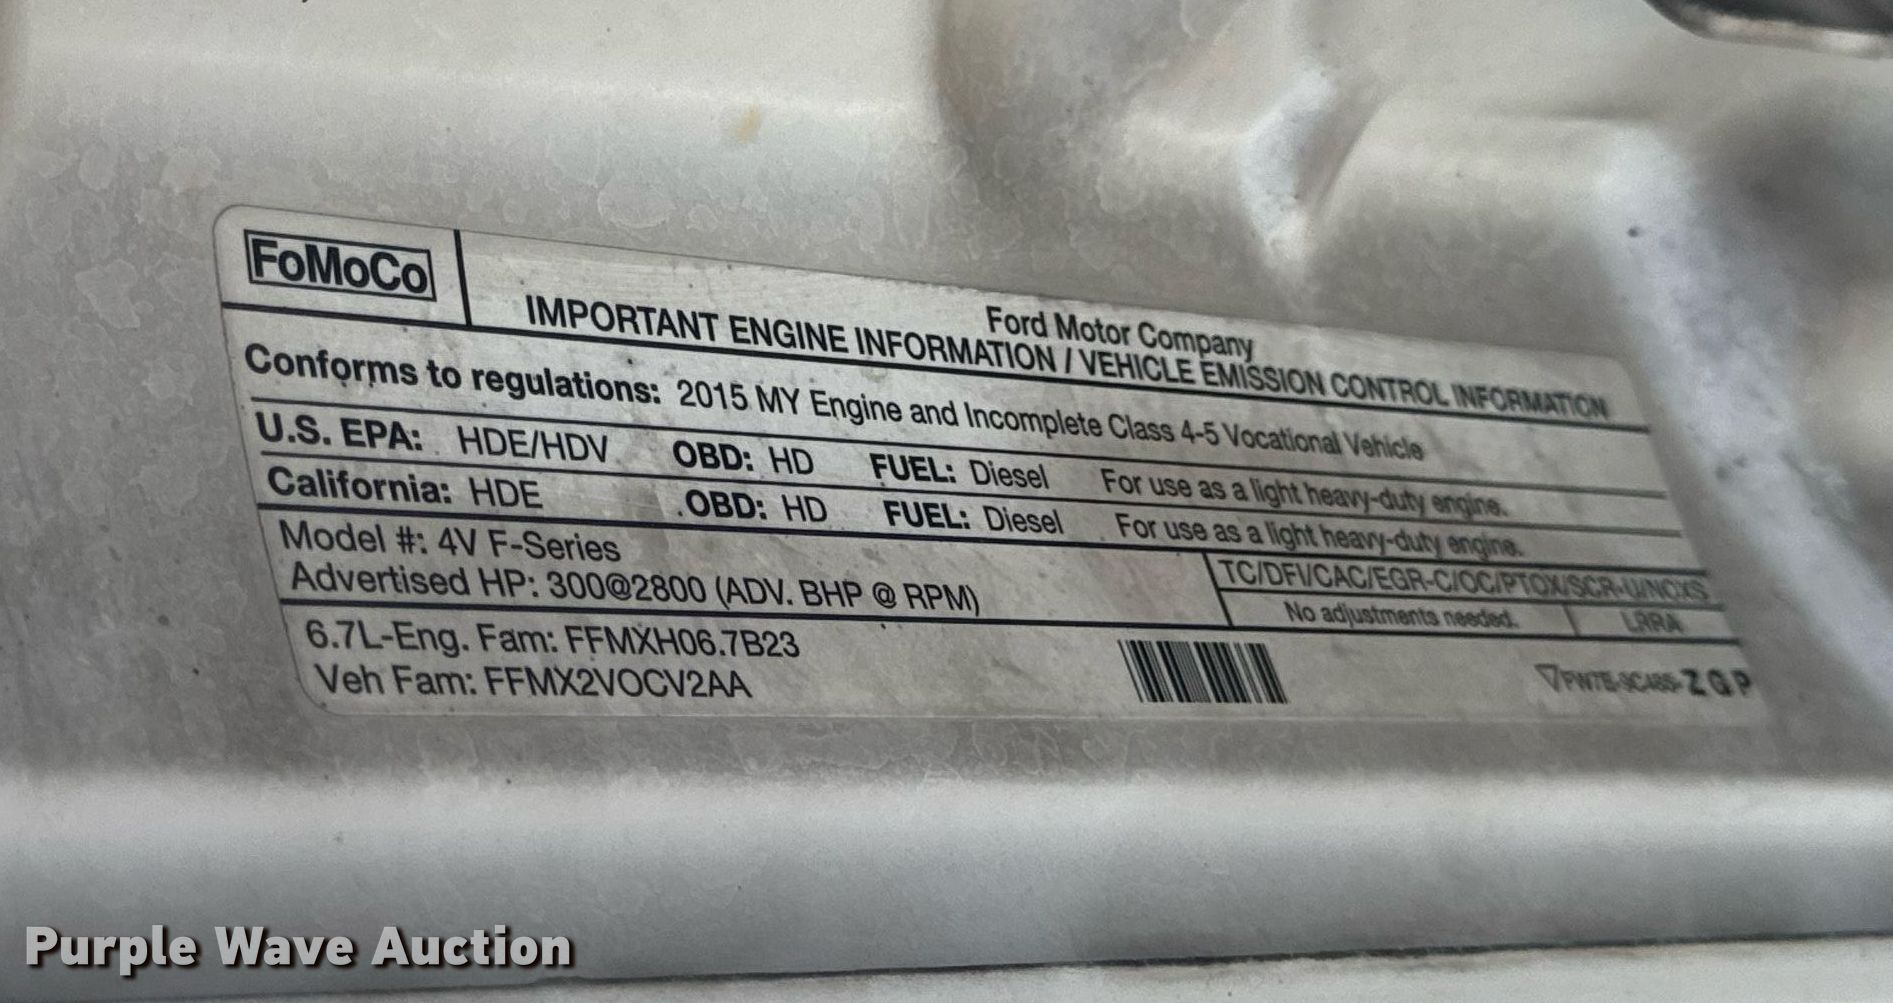 FoMoCo
Ford Motor Company
IMPORTANT ENGINE INFORMATION / VEHICLE EMISSION CONTROL INFORMATION
Conforms to regulations: 2015 MY Engine and Incomplete Class 4-5 Vocational Vehicle
U.S. EPA: HDE/HDV OBD: HD FUEL: Diesel For use as a light heavy-duty engine.
California: HDE OBD: HD FUEL: Diesel For use as a light heavy-duty engine.
Model #: 4V F-Series
Advertised HP: 300@2800 (ADV. BHP @ RPM)
TC/DFI/CAC/EGR-C/OC/PTOX/SCR-U/NOXS
No adjustments needed. LRRA
6.7L-Eng. Fam: FFMXH06.7B23
Veh Fam: FFMX2VOCV2AA
ZGP
Purple Wave Auction